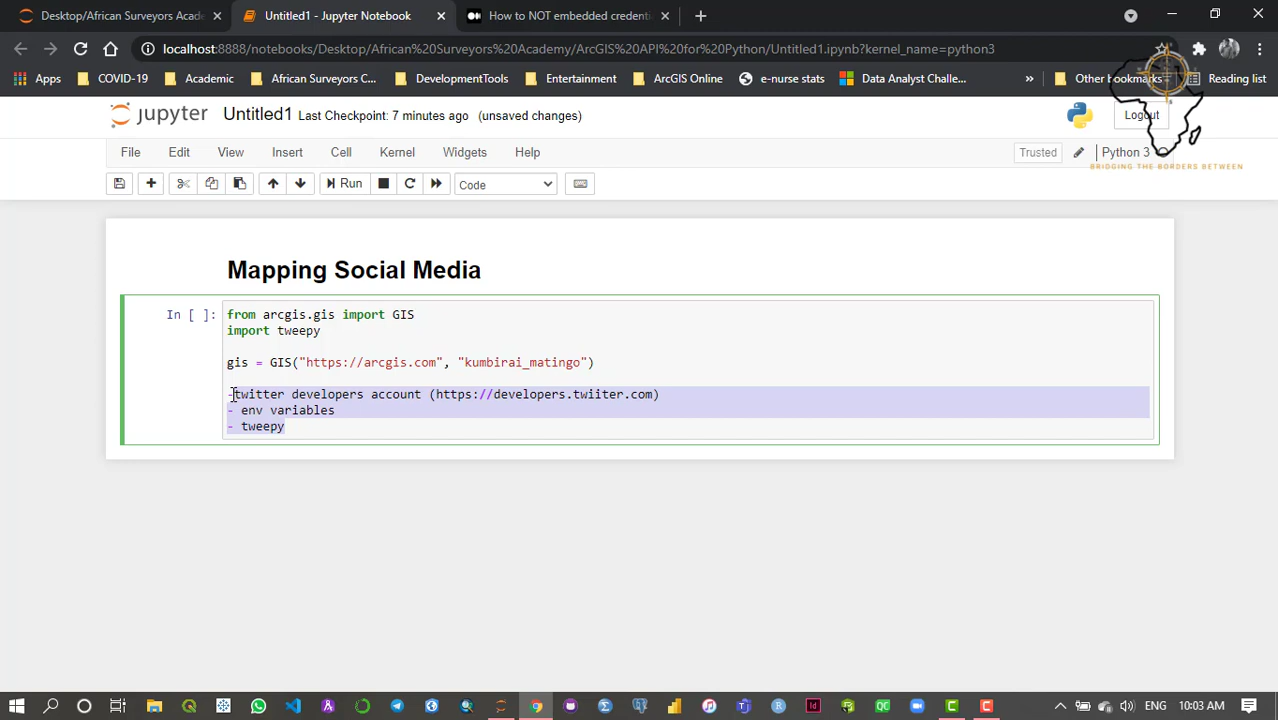 Desktop/African Surveyors Acade
Untitled1 - Jupyter Notebook
How to NOT embedded credenti
localhost:8888/notebooks/Desktop/African%20Surveyors%20Academy/ArcGIS%20API%20for%20Python/Untitled1.ipynb?kernel_name=python3
Apps COVID-19 Academic African Surveyors C... DevelopmentTools Entertainment ArcGIS Online e-nurse stats Data Analyst Challe... » Other bookmarks Reading list
jupyter Untitled1 Last Checkpoint: 7 minutes ago (unsaved changes) Logout
File Edit View Insert Cell Kernel Widgets Help Trusted Python 3
BRIDGING THE BORDERS BETWEEN
Run Code
Mapping Social Media
In [ ]: from arcgis.gis import GIS
import tweepy
gis = GIS("https://arcgis.com", "kumbirai_matingo")
-twitter developers account (https://developers.twiiter.com)
- env variables
- tweepy
ENG 10:03 AM